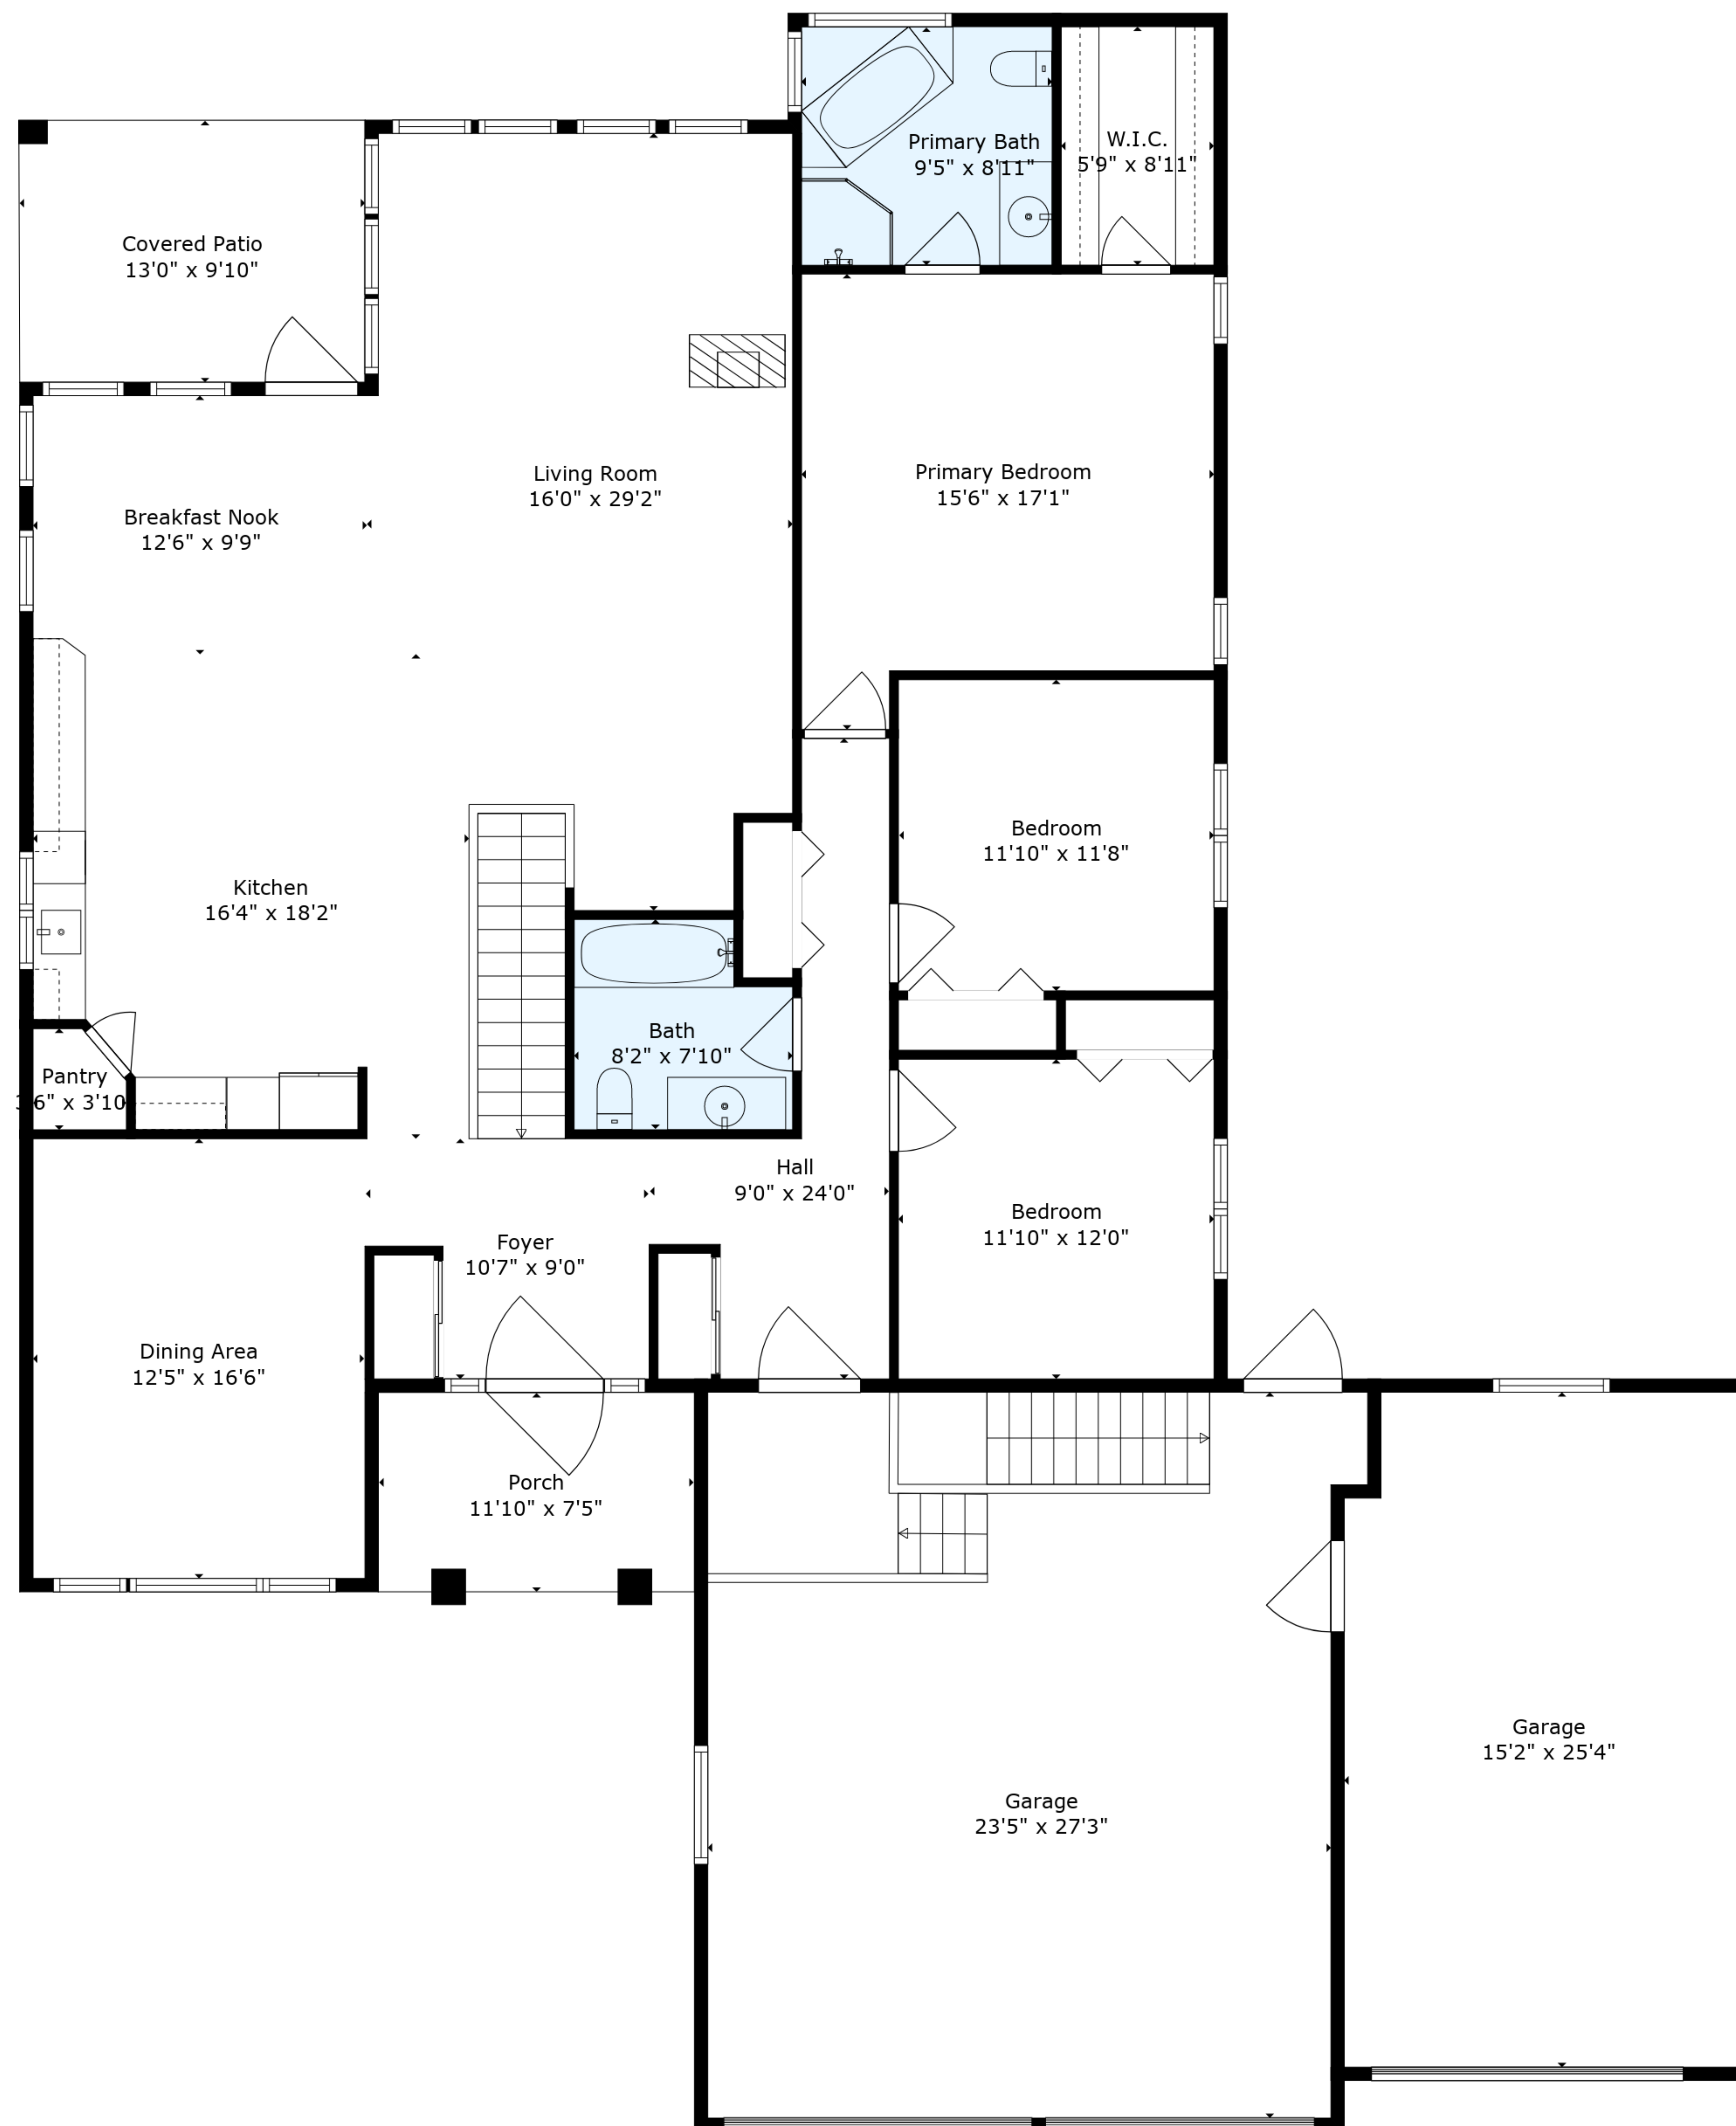 Primary Bath
9'5" x 8'11"
W.I.C.
5'9" x 8'11"
Covered Patio
13'0" x 9'10"
Living Room
16'0" x 29'2"
Primary Bedroom
15'6" x 17'1"
Breakfast Nook
12'6" x 9'9"
Bedroom
11'10" x 11'8"
Kitchen
16'4" x 18'2"
Bath
8'2" x 7'10"
Pantry
3'6" x 3'10
Hall
9'0" x 24'0"
Bedroom
11'10" x 12'0"
Foyer
10'7" x 9'0"
Dining Area
12'5" x 16'6"
Porch
11'10" x 7'5"
Garage
15'2" x 25'4"
Garage
23'5" x 27'3"